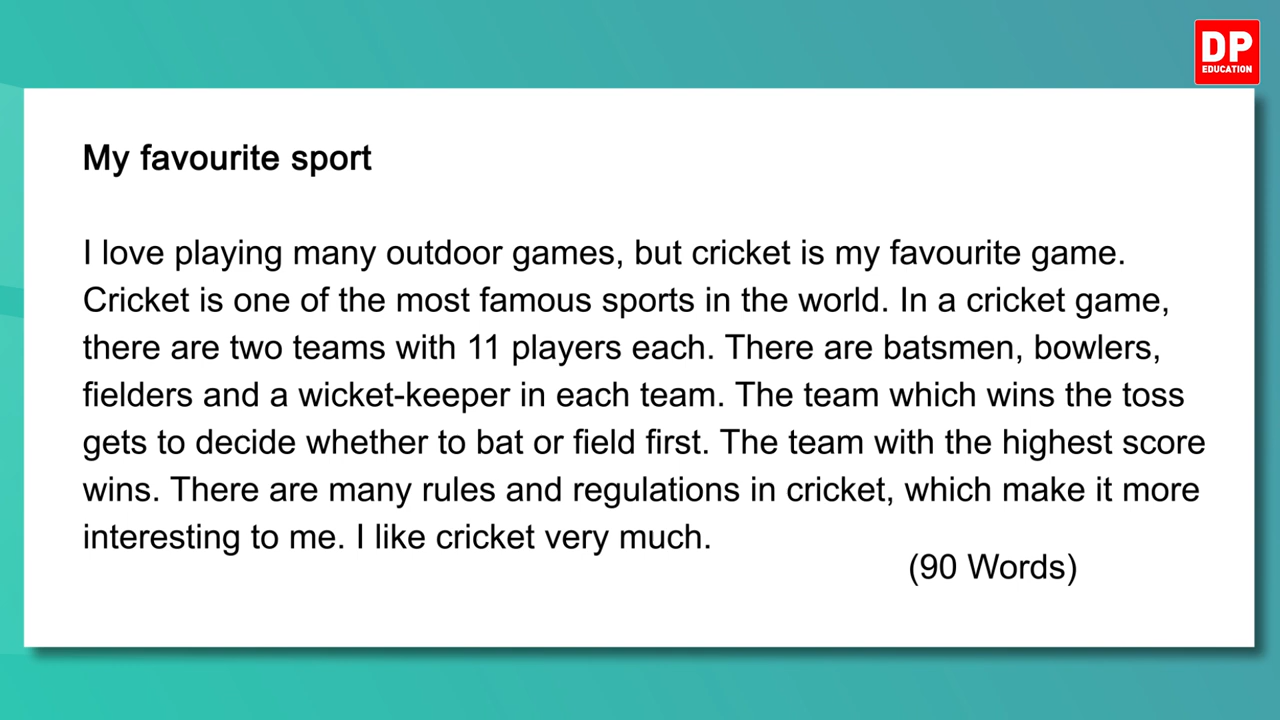 DP
EDUCATION
My favourite sport
I love playing many outdoor games, but cricket is my favourite game.
Cricket is one of the most famous sports in the world. In a cricket game,
there are two teams with 11 players each. There are batsmen, bowlers,
fielders and a wicket-keeper in each team. The team which wins the toss
gets to decide whether to bat or field first. The team with the highest score
wins. There are many rules and regulations in cricket, which make it more
interesting to me. I like cricket very much.
(90 Words)